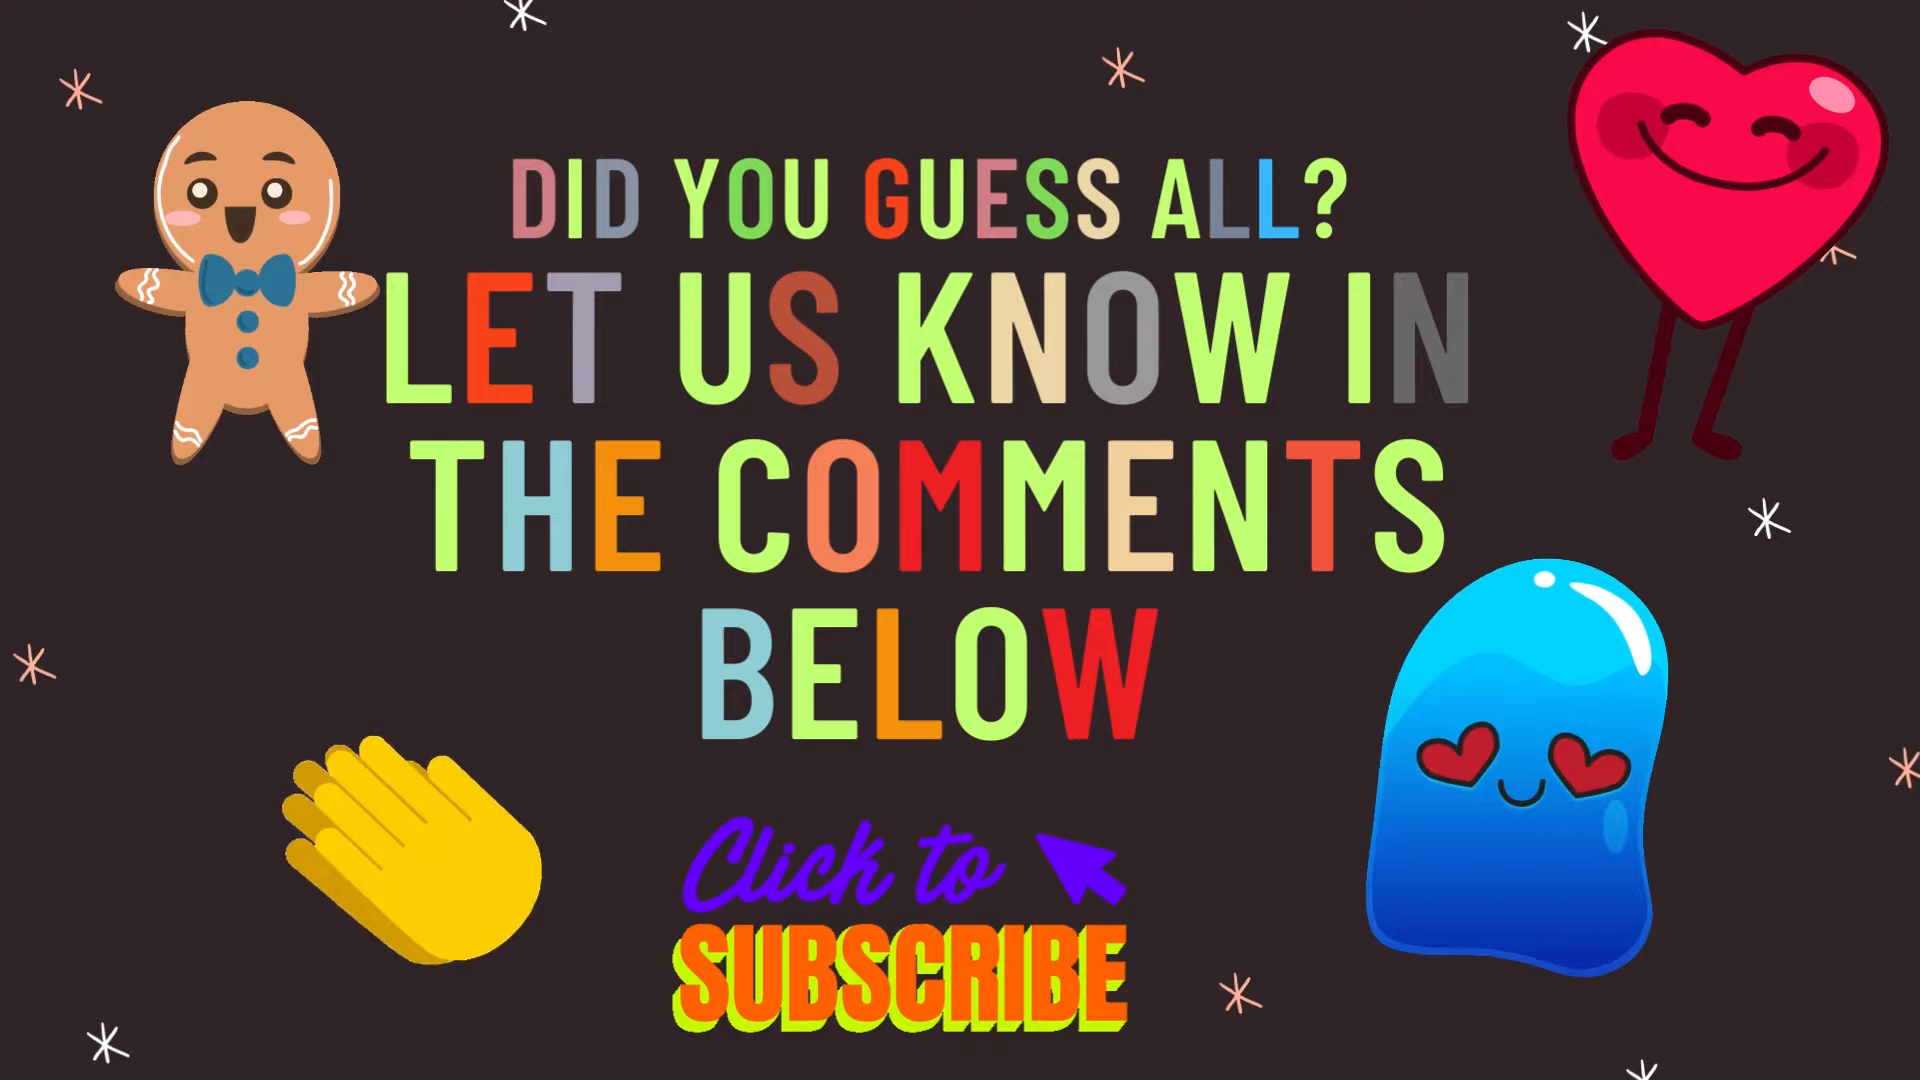 DID YOU GUESS ALL?
LET US KNOW IN
THE COMMENTS
BELOW
Click to
SUBSCRIBE